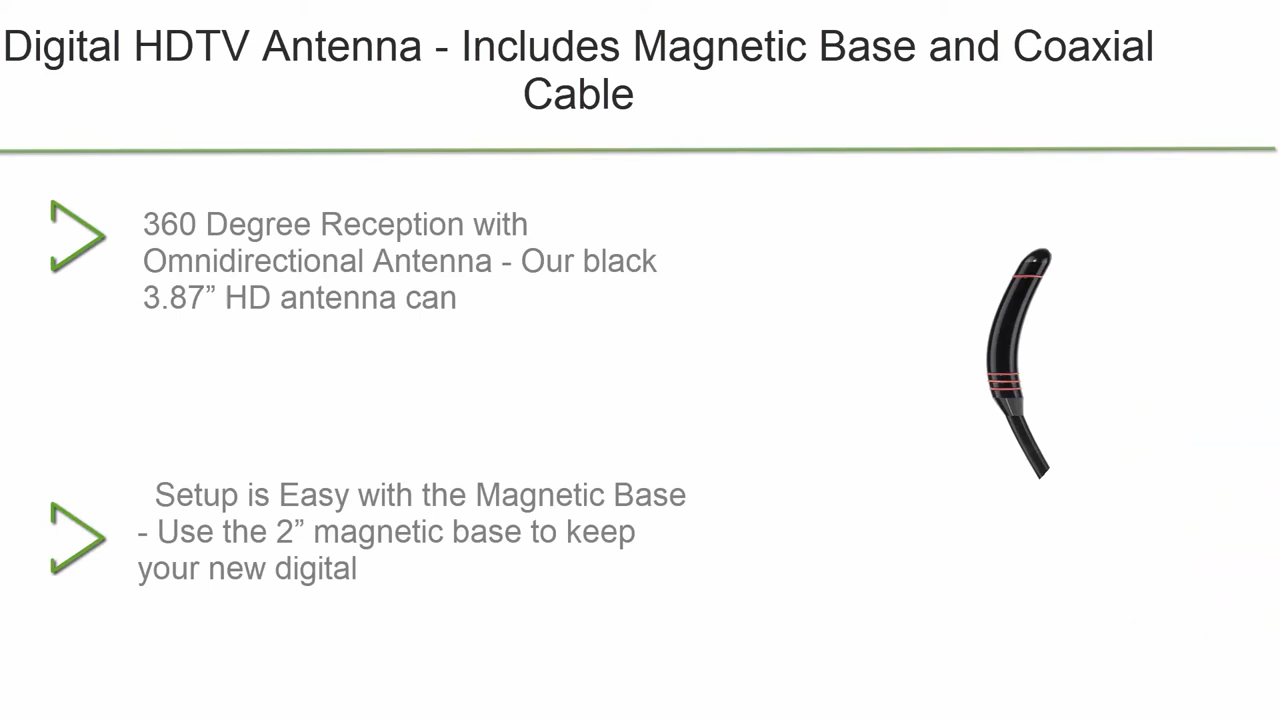 Digital HDTV Antenna - Includes Magnetic Base and Coaxial
Cable
360 Degree Reception with
Omnidirectional Antenna - Our black
3.87” HD antenna can
Setup is Easy with the Magnetic Base
- Use the 2” magnetic base to keep
your new digital